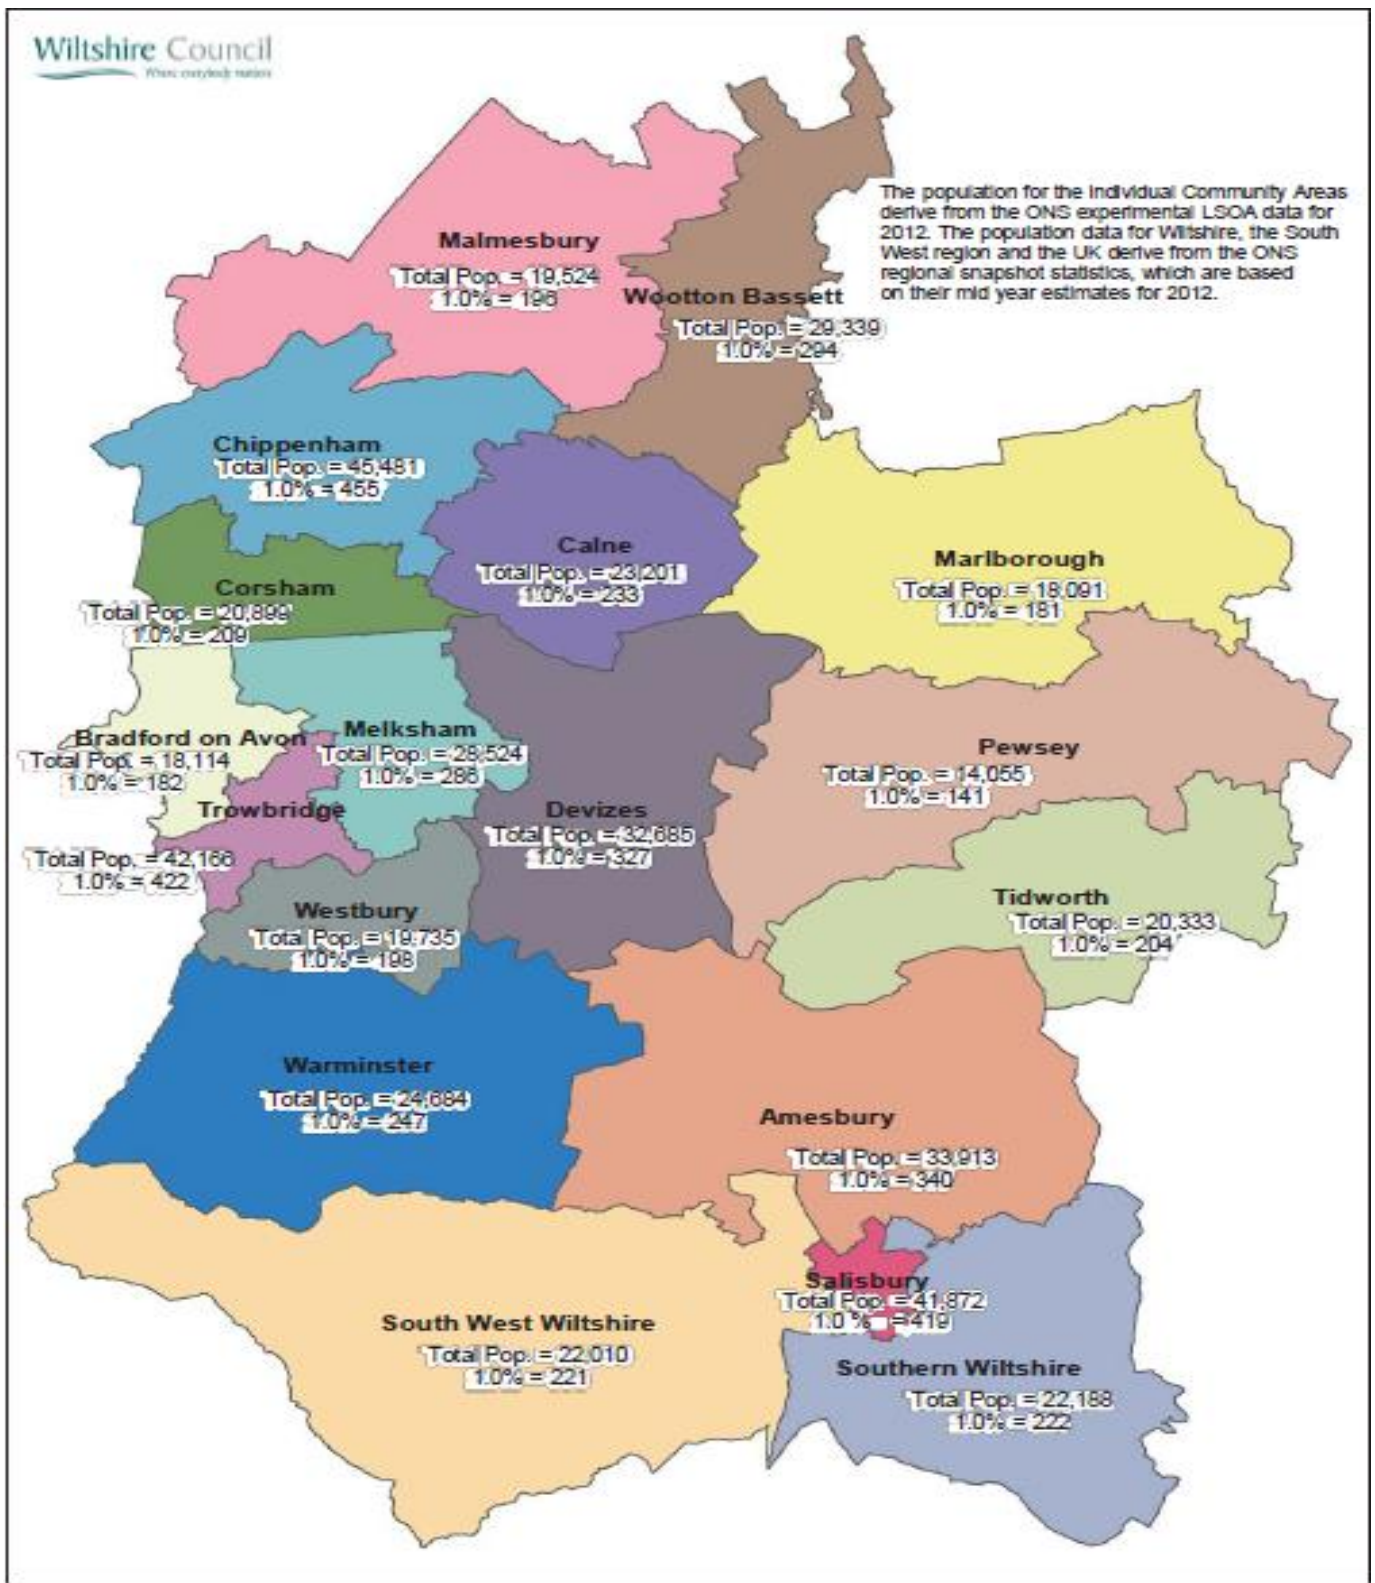 Wiltshire Council
Where everybody matters
The population for the individual Community Areas
derive from the ONS experimental LSOA data for
2012. The population data for Wiltshire, the South
West region and the UK derive from the ONS
regional snapshot statistics, which are based
on their mid year estimates for 2012.
Malmesbury
Total Pop. = 19,524
1.0% = 196
Wootton Bassett
Total Pop. = 29,339
1.0% = 294
Chippenham
Total Pop. = 45,481
1.0% = 455
Calne
Total Pop. = 23,201
1.0% = 233
Marlborough
Total Pop. = 18,091
1.0% = 181
Corsham
Total Pop. = 20,899
1.0% = 209
Bradford on Avon
Total Pop. = 18,114
1.0% = 182
Melksham
Total Pop. = 28,524
1.0% = 286
Pewsey
Total Pop. = 14,055
1.0% = 141
Trowbridge
Total Pop. = 42,166
1.0% = 422
Devizes
Total Pop. = 32,685
1.0% = 327
Tidworth
Total Pop. = 20,333
1.0% = 204
Westbury
Total Pop. = 19,735
1.0% = 198
Warminster
Total Pop. = 24,684
1.0% = 247
Amesbury
Total Pop. = 33,913
1.0% = 340
Salisbury
Total Pop. = 41,872
1.0 % = 419
South West Wiltshire
Total Pop. = 22,010
1.0% = 221
Southern Wiltshire
Total Pop. = 22,188
1.0% = 222